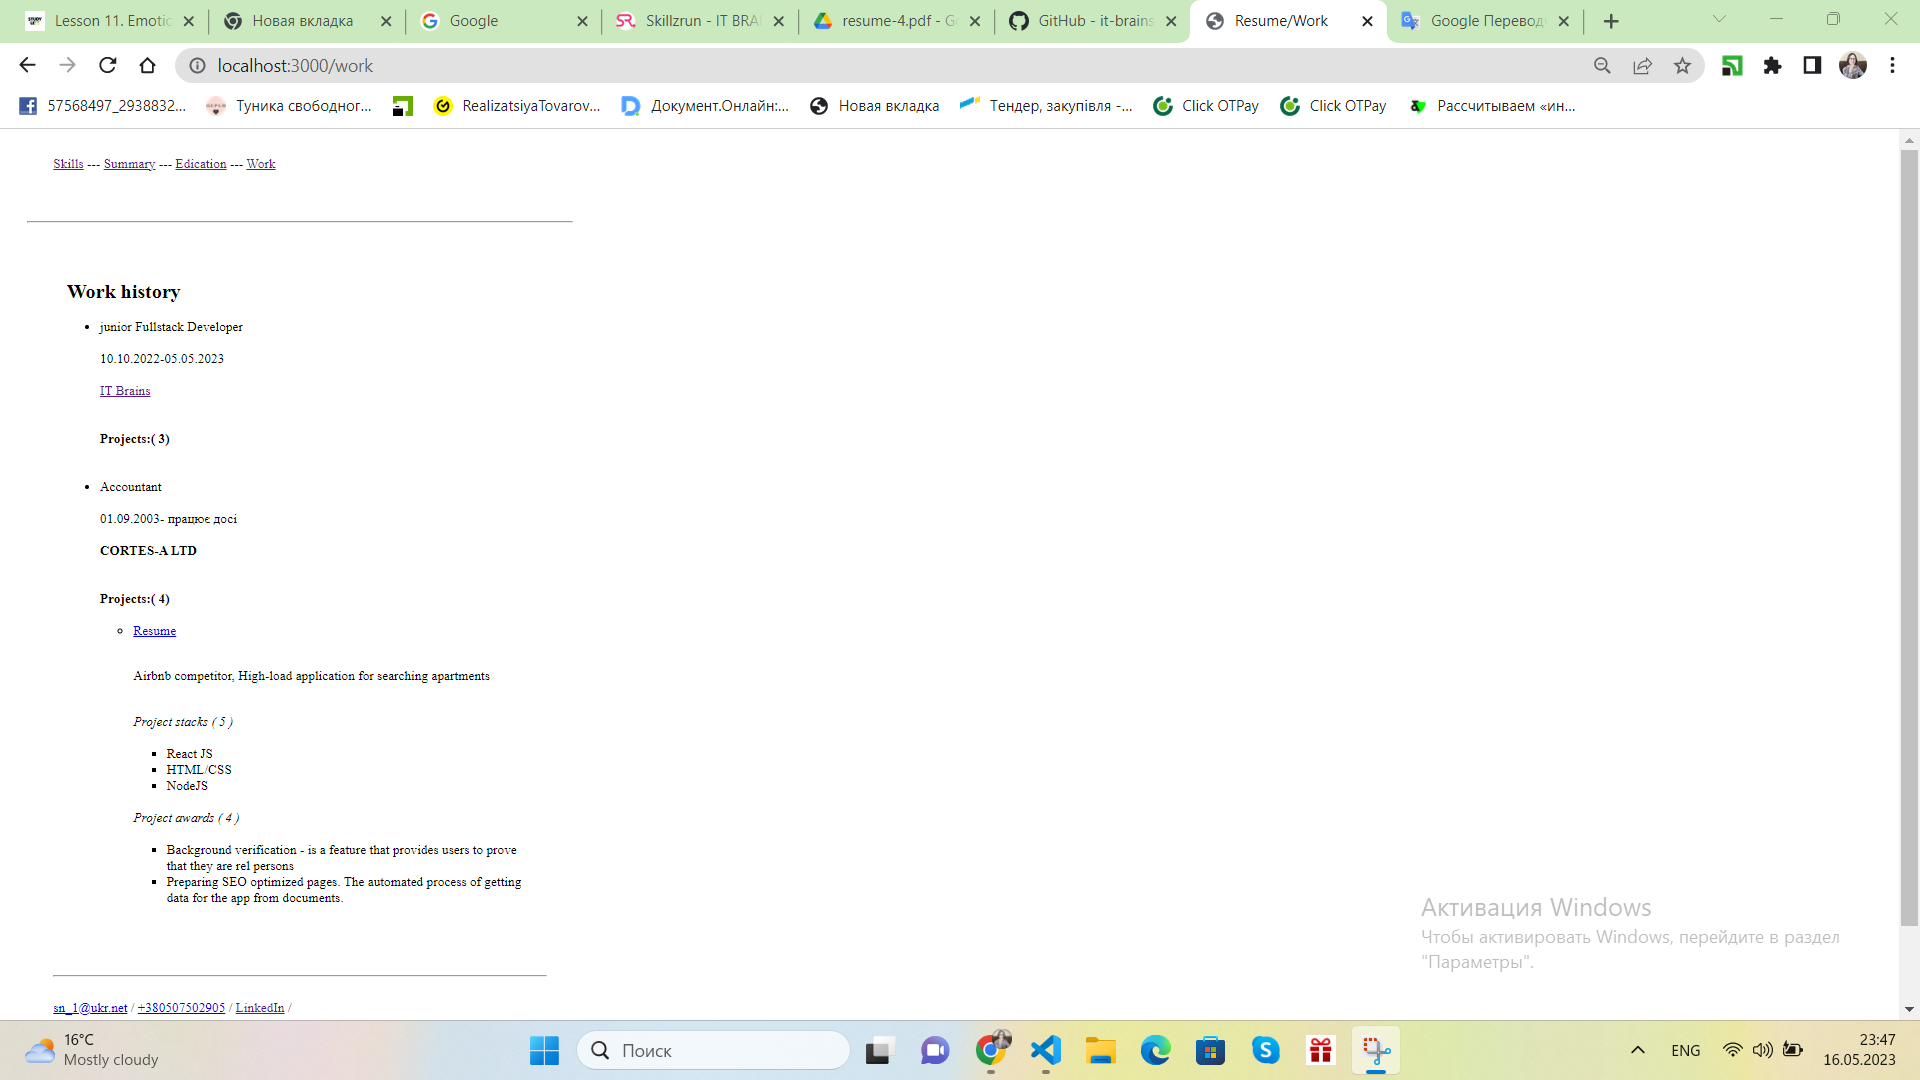 Lesson 11. Emotic
Новая вкладка
Google
Skillzrun - IT BRAI
resume-4.pdf - Go
GitHub - it-brains
Resume/Work
Google Перевод
localhost:3000/work
57568497_2938832...
Туника свободног...
RealizatsiyaTovarov...
Документ.Онлайн:...
Новая вкладка
Тендер, закупівля -...
Click OTPay
Click OTPay
Рассчитываем «ин...
Skills --- Summary --- Edication --- Work
Work history
junior Fullstack Developer
10.10.2022-05.05.2023
IT Brains
Projects:( 3)
Accountant
01.09.2003- працює досі
CORTES-A LTD
Projects:( 4)
Resume
Airbnb competitor, High-load application for searching apartments
Project stacks ( 5 )
React JS
HTML/CSS
NodeJS
Project awards ( 4 )
Background verification - is a feature that provides users to prove
that they are rel persons
Preparing SEO optimized pages. The automated process of getting
data for the app from documents.
Активация Windows
Чтобы активировать Windows, перейдите в раздел
"Параметры".
sn_1@ukr.net / +380507502905 / LinkedIn /
16°C
Mostly cloudy
Поиск
ENG
23:47
16.05.2023